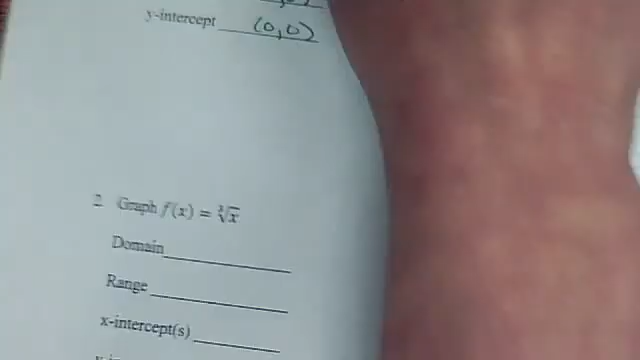 y-intercept (0,0)
2. Graph f(x) = ∛x
Domain
Range
x-intercept(s)